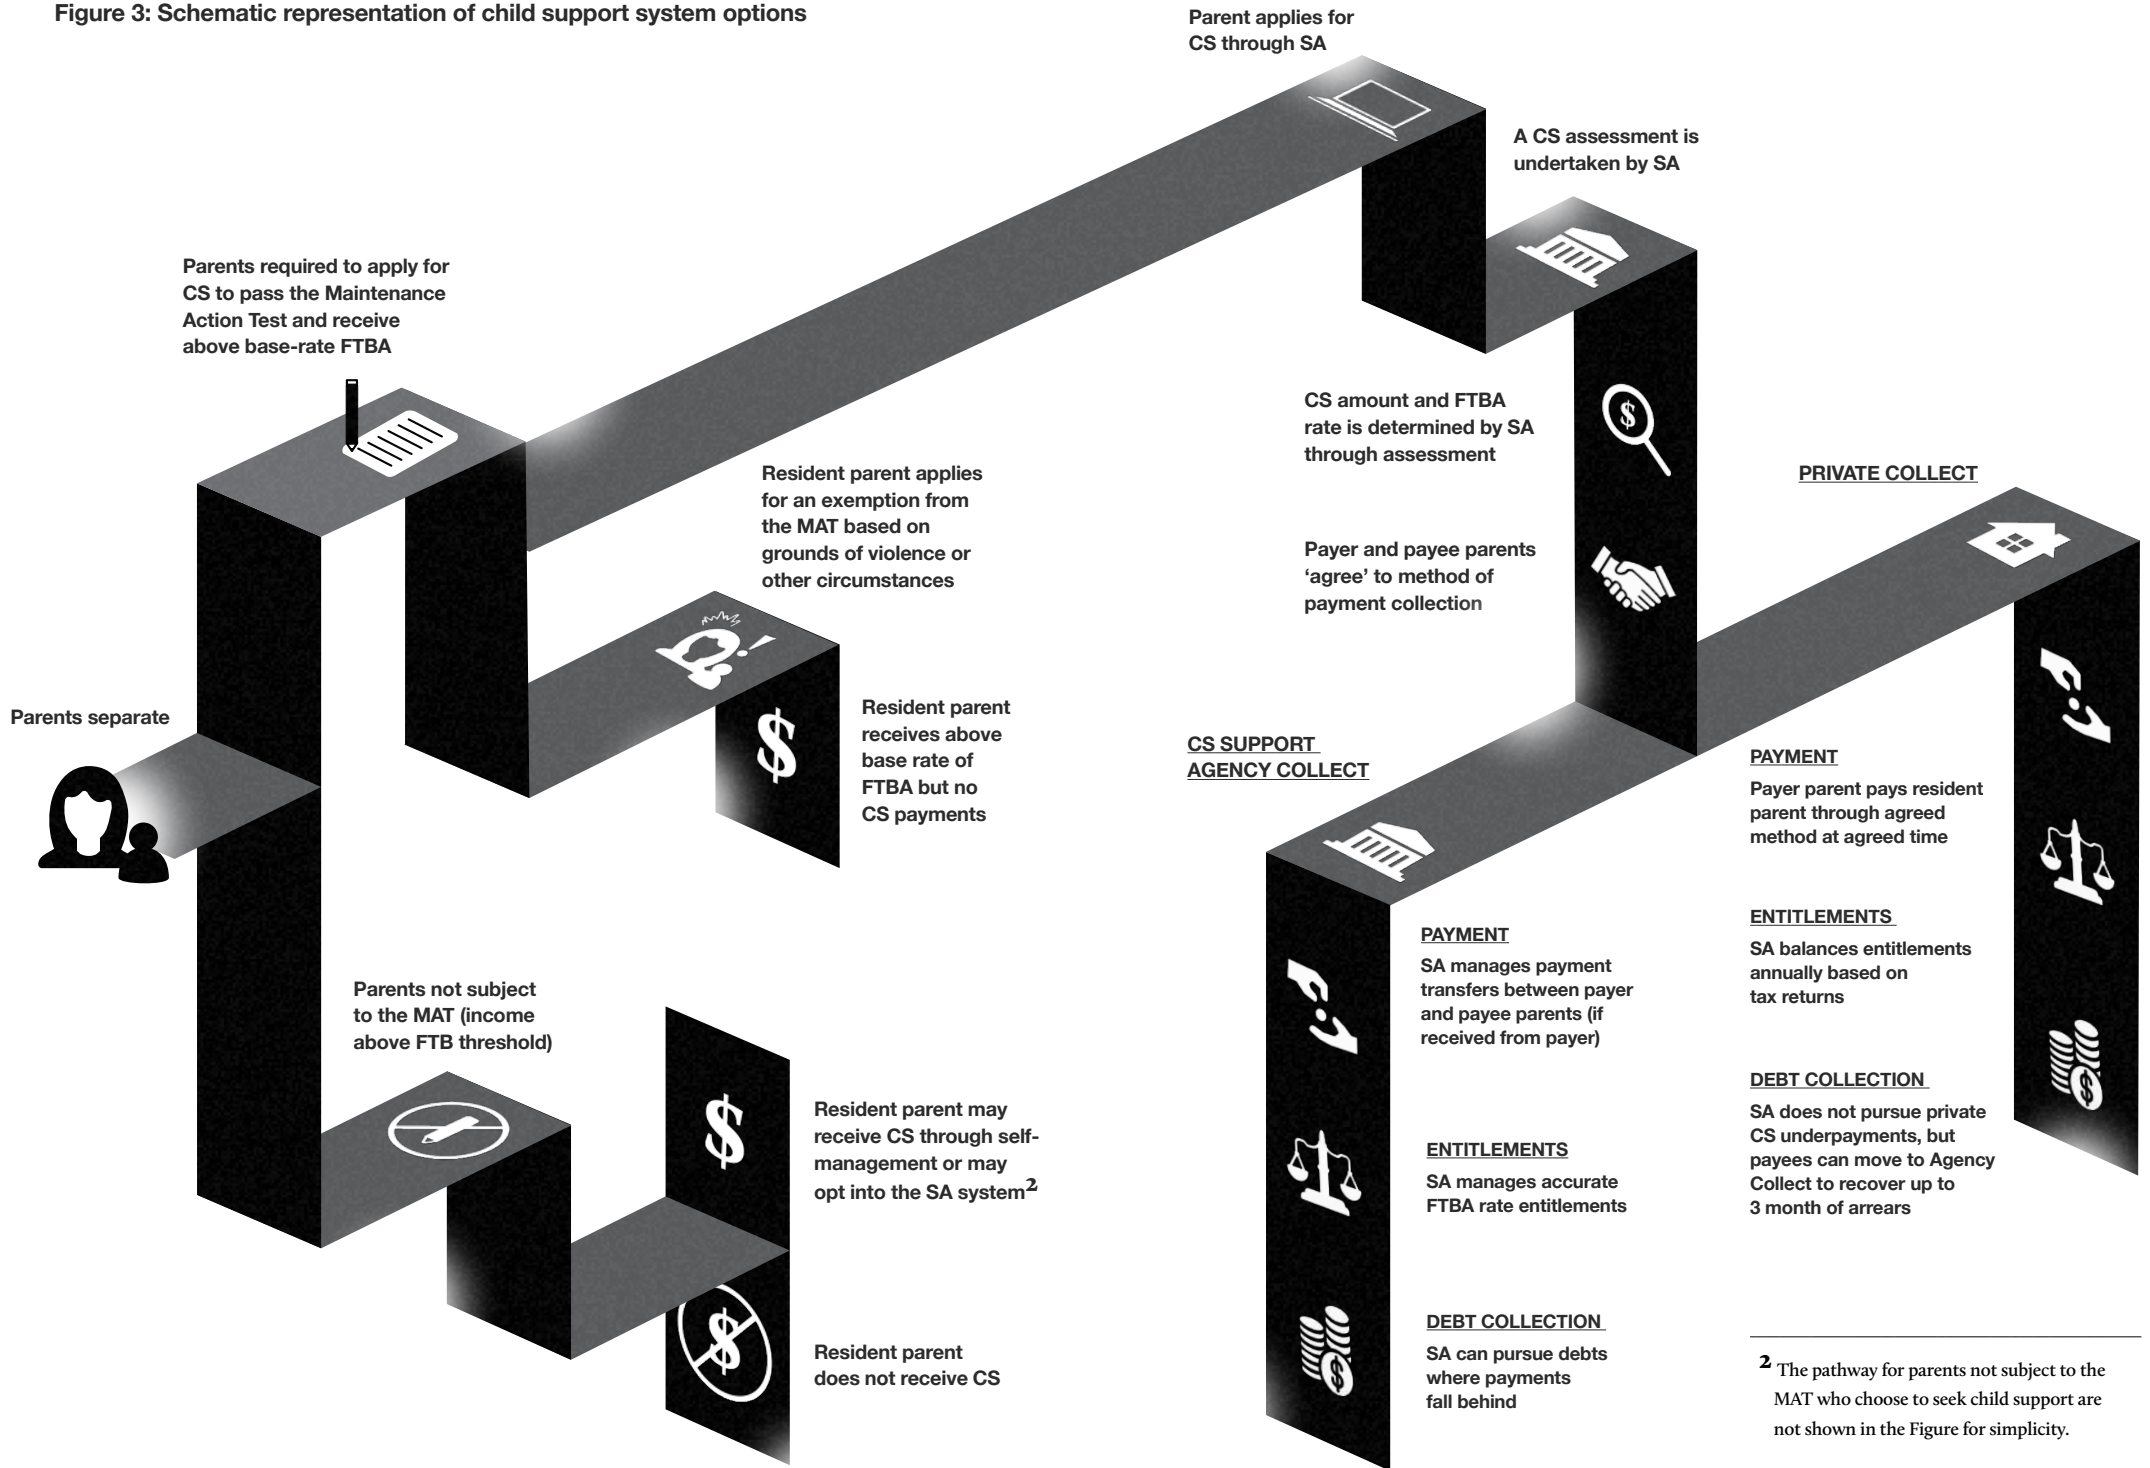 Figure 3: Schematic representation of child support system options
Parent applies for
CS through SA
A CS assessment is
undertaken by SA
Parents required to apply for
CS to pass the Maintenance
Action Test and receive
above base-rate FTBA
CS amount and FTBA
rate is determined by SA
through assessment
Resident parent applies
for an exemption from
the MAT based on
grounds of violence or
other circumstances
PRIVATE COLLECT
Payer and payee parents
‘agree’ to method of
payment collection
Parents separate
$
$
Resident parent
receives above
base rate of
FTBA but no
CS payments
CS SUPPORT
AGENCY COLLECT
PAYMENT
Payer parent pays resident
parent through agreed
method at agreed time
ENTITLEMENTS
SA balances entitlements
annually based on
tax returns
DEBT COLLECTION
SA does not pursue private
CS underpayments, but
payees can move to Agency
Collect to recover up to
3 month of arrears
$
PAYMENT
SA manages payment
transfers between payer
and payee parents (if
received from payer)
ENTITLEMENTS
SA manages accurate
FTBA rate entitlements
DEBT COLLECTION
SA can pursue debts
where payments
fall behind
$
Parents not subject
to the MAT (income
above FTB threshold)
$
Resident parent may
receive CS through self-
management or may
opt into the SA system2
$
Resident parent
does not receive CS
2 The pathway for parents not subject to the
MAT who choose to seek child support are
not shown in the Figure for simplicity.